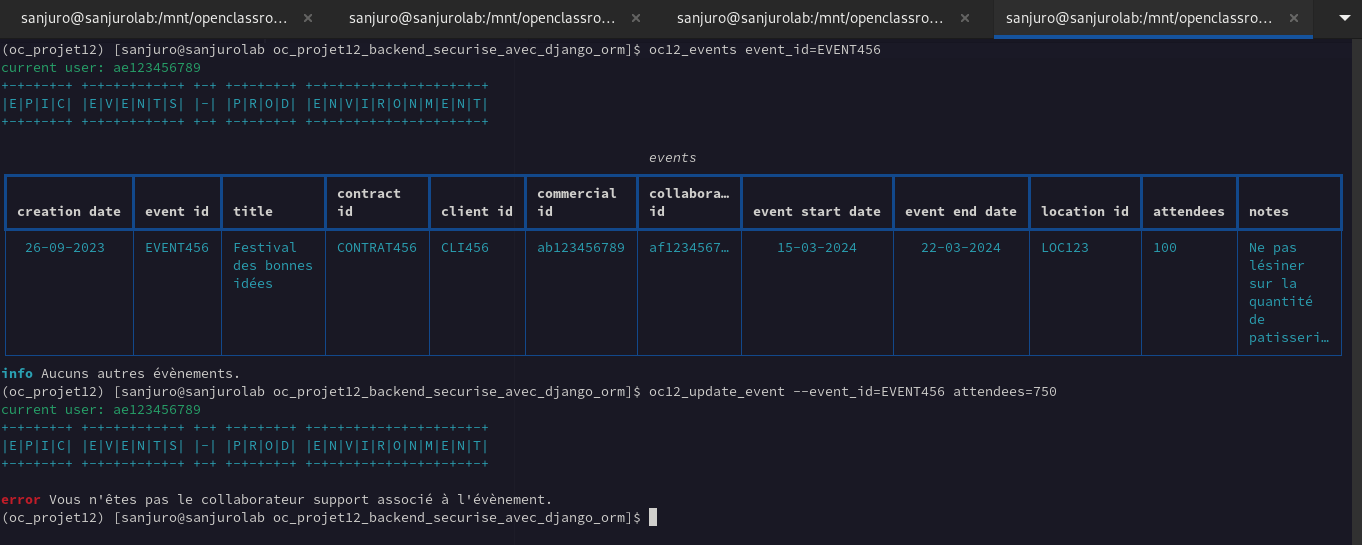 sanjuro@sanjurolab:/mnt/openclassro... × sanjuro@sanjurolab:/mnt/openclassro... × sanjuro@sanjurolab:/mnt/openclassro... × sanjuro@sanjurolab:/mnt/openclassro... ×
(oc_projet12) [sanjuro@sanjurolab oc_projet12_backend_securise_avec_django_orm]$ oc12_events event_id=EVENT456
current user: ae123456789
+-+-+-+-+ +-+-+-+-+-+-+ +-+ +-+-+-+-+ +-+-+-+-+-+-+-+-+-+-+-+
|E|P|I|C| |E|V|E|N|T|S| |-| |P|R|O|D| |E|N|V|I|R|O|N|M|E|N|T|
+-+-+-+-+ +-+-+-+-+-+-+ +-+ +-+-+-+-+ +-+-+-+-+-+-+-+-+-+-+-+
events
contract commercial collabora…
creation date event id title id client id id id event start date event end date location id attendees notes
26-09-2023 EVENT456 Festival CONTRAT456 CLI456 ab123456789 af1234567… 15-03-2024 22-03-2024 LOC123 100 Ne pas
des bonnes lésiner
idées sur la
quantité
de
patisseri…
info Aucuns autres évènements.
(oc_projet12) [sanjuro@sanjurolab oc_projet12_backend_securise_avec_django_orm]$ oc12_update_event --event_id=EVENT456 attendees=750
current user: ae123456789
+-+-+-+-+ +-+-+-+-+-+-+ +-+ +-+-+-+-+ +-+-+-+-+-+-+-+-+-+-+-+
|E|P|I|C| |E|V|E|N|T|S| |-| |P|R|O|D| |E|N|V|I|R|O|N|M|E|N|T|
+-+-+-+-+ +-+-+-+-+-+-+ +-+ +-+-+-+-+ +-+-+-+-+-+-+-+-+-+-+-+
error Vous n'êtes pas le collaborateur support associé à l'évènement.
(oc_projet12) [sanjuro@sanjurolab oc_projet12_backend_securise_avec_django_orm]$